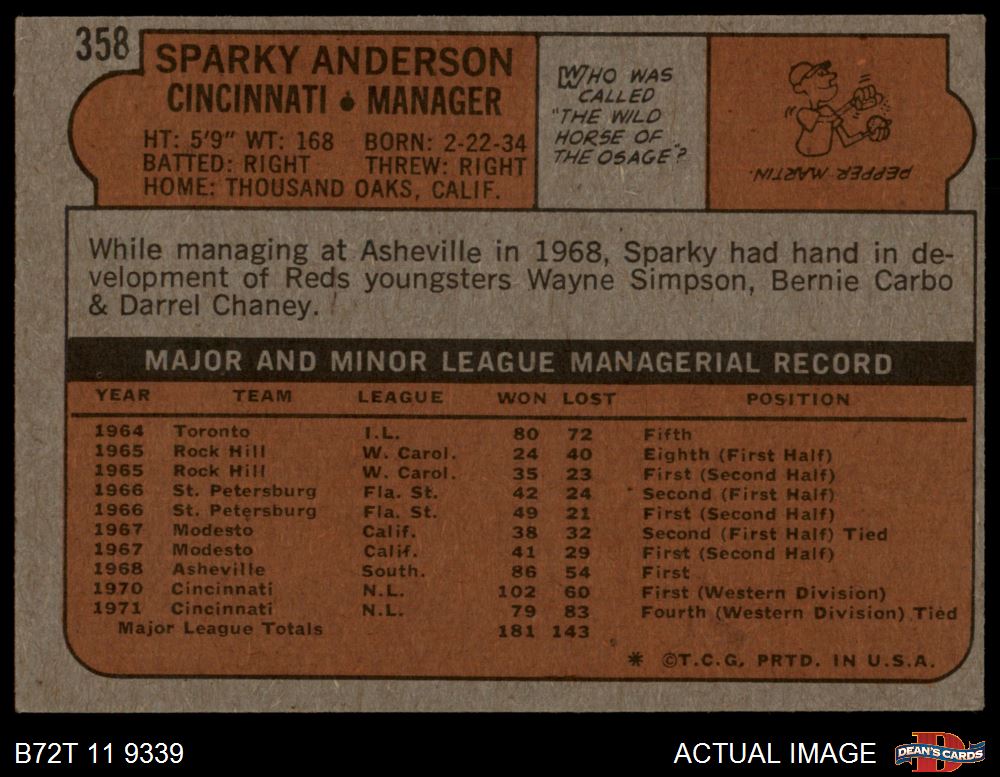 358
SPARKY ANDERSON
CINCINNATI • MANAGER
HT: 5'9" WT: 168 BORN: 2-22-34
BATTED: RIGHT THREW: RIGHT
HOME: THOUSAND OAKS, CALIF.
WHO WAS
CALLED
"THE WILD
HORSE OF
THE OSAGE"?
PEPPER MARTIN.
While managing at Asheville in 1968, Sparky had hand in de-
velopment of Reds youngsters Wayne Simpson, Bernie Carbo
& Darrel Chaney.
MAJOR AND MINOR LEAGUE MANAGERIAL RECORD
YEAR TEAM LEAGUE WON LOST POSITION
1964 Toronto I.L. 80 72 Fifth
1965 Rock Hill W. Carol. 24 40 Eighth (First Half)
1965 Rock Hill W. Carol. 35 23 First (Second Half)
1966 St. Petersburg Fla. St. 42 24 Second (First Half)
1966 St. Petersburg Fla. St. 49 21 First (Second Half)
1967 Modesto Calif. 38 32 Second (First Half) Tied
1967 Modesto Calif. 41 29 First (Second Half)
1968 Asheville South. 86 54 First
1970 Cincinnati N.L. 102 60 First (Western Division)
1971 Cincinnati N.L. 79 83 Fourth (Western Division) Tied
Major League Totals 181 143
* ©T.C.G. PRTD. IN U.S.A.
B72T 11 9339
ACTUAL IMAGE
D
DEAN'S CARDS